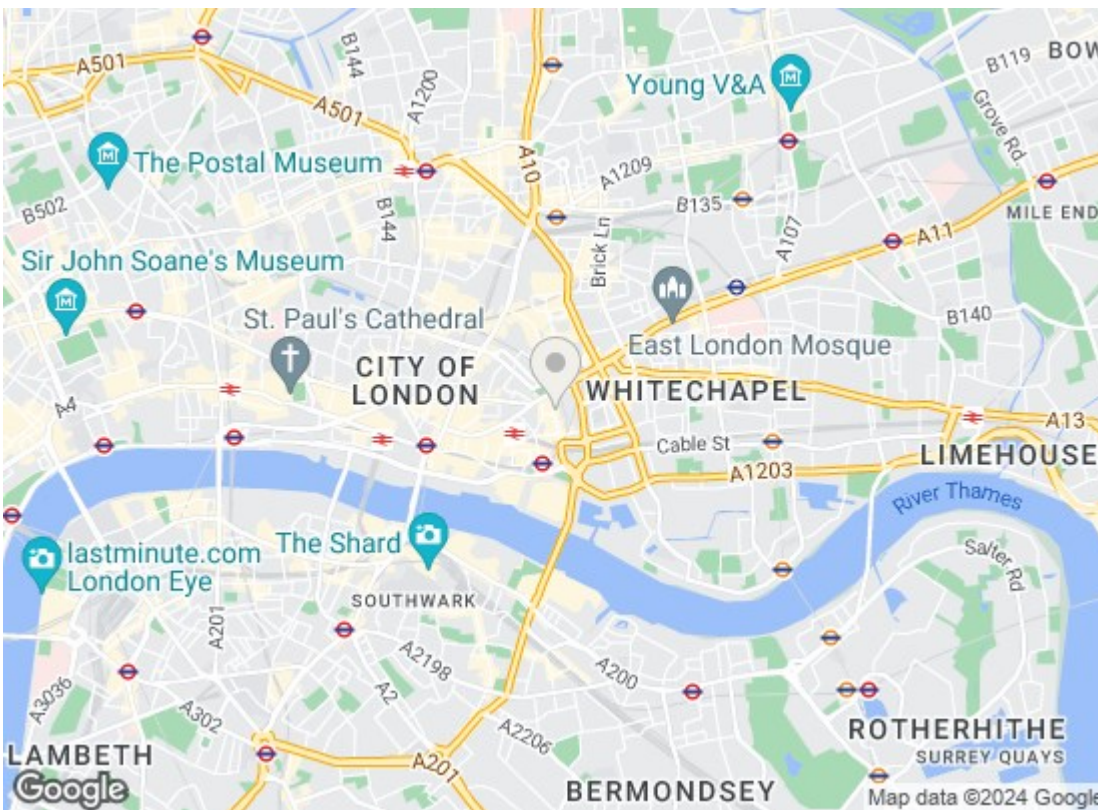 A501
B144
A1200
Young V&A
B119
BOW
A501
Grove Rd
The Postal Museum
A10
A1209
B502
B144
B135
A107
MILE END
A11
Sir John Soane's Museum
Brick Ln
St. Paul's Cathedral
B140
East London Mosque
CITY OF
LONDON
WHITECHAPEL
A4
A13
Cable St
LIMEHOUSE
A1203
River Thames
The Shard
lastminute.com
London Eye
Salter Rd
SOUTHWARK
A201
A2198
A200
A3036
A2
A302
A2206
ROTHERHITHE
SURREY QUAYS
LAMBETH
A201
BERMONDSEY
Google
Map data ©2024 Google